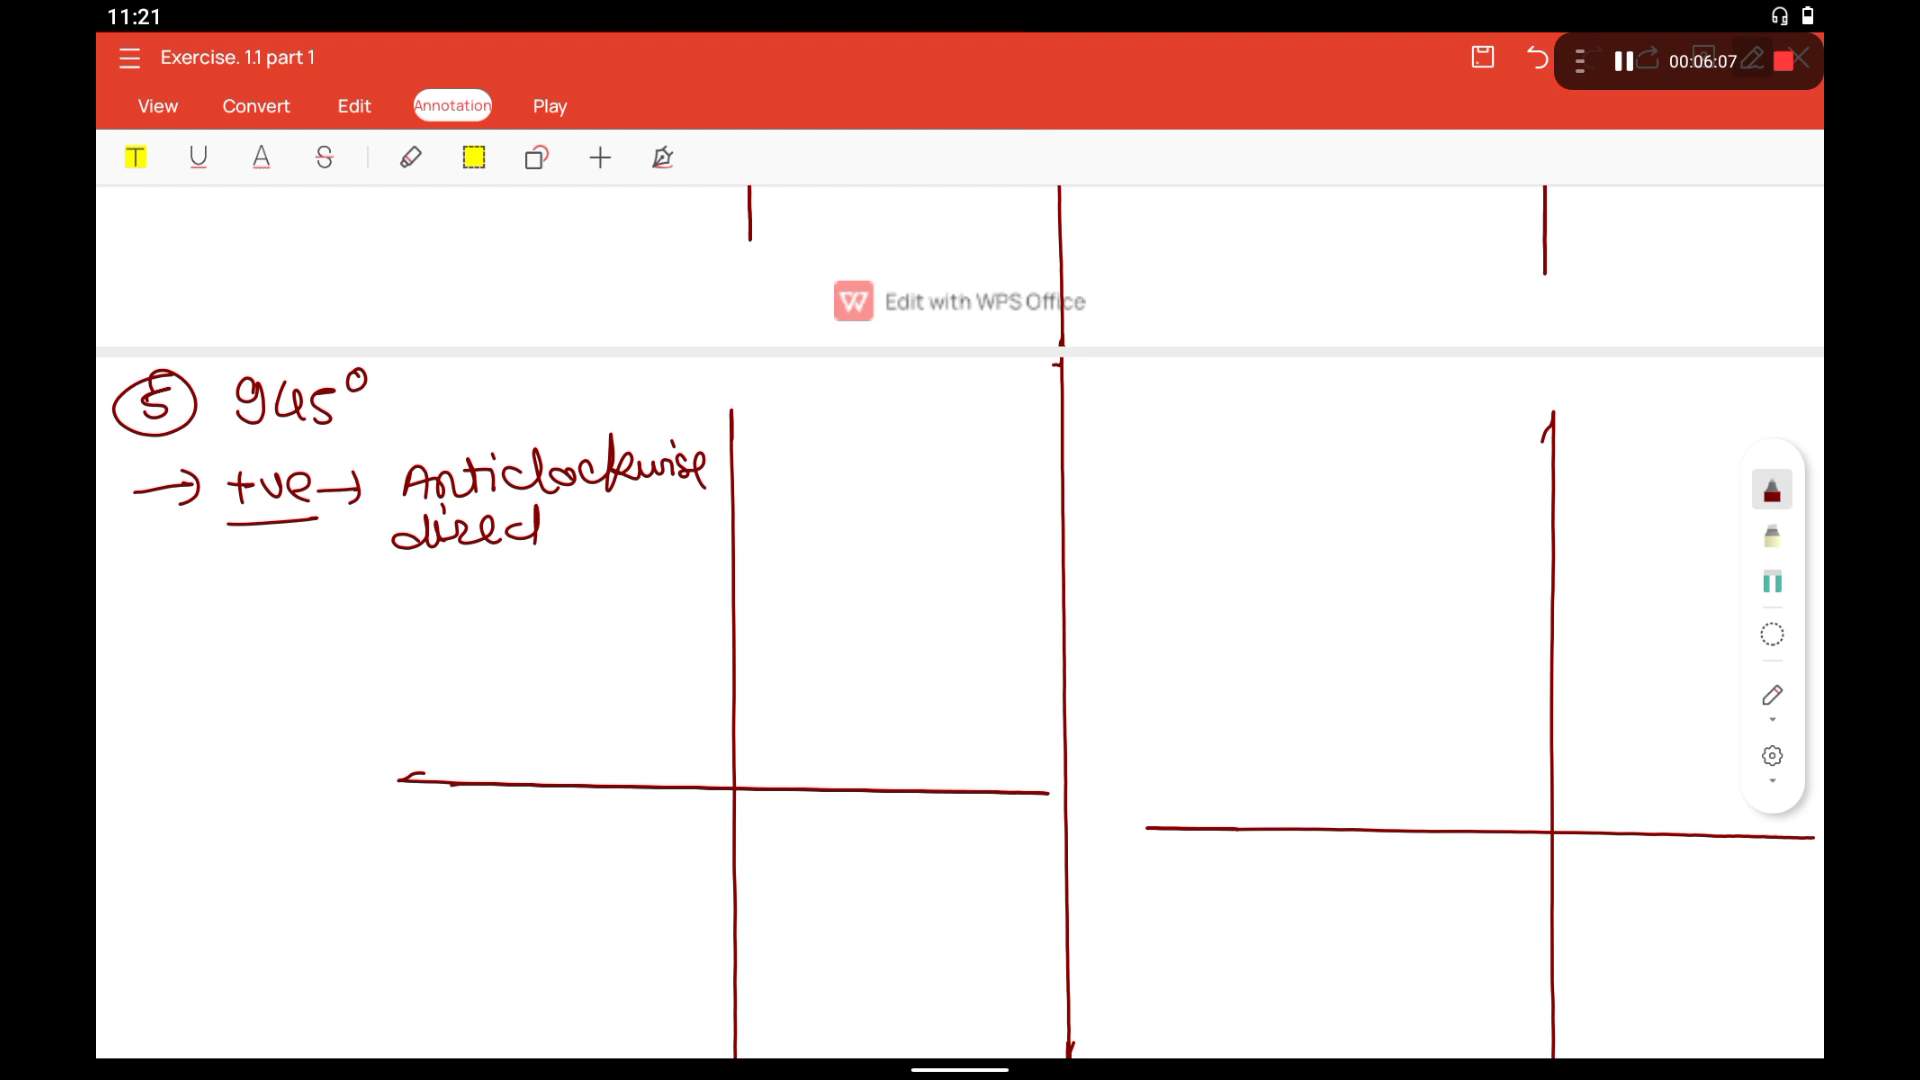 11:21
Exercise. 1.1 part 1
00:06:07
View Convert Edit Annotation Play
T U A S
Edit with WPS Office
5 945°
→ +ve → Anticlockwise
direct